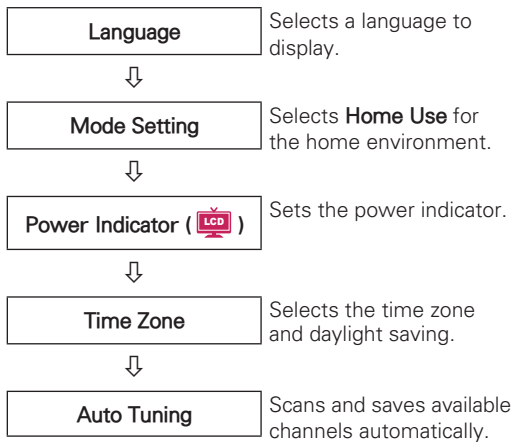 Language
Selects a language to
display.
Mode Setting
Selects Home Use for
the home environment.
Power Indicator ( LCD )
Sets the power indicator.
Time Zone
Selects the time zone
and daylight saving.
Auto Tuning
Scans and saves available
channels automatically.